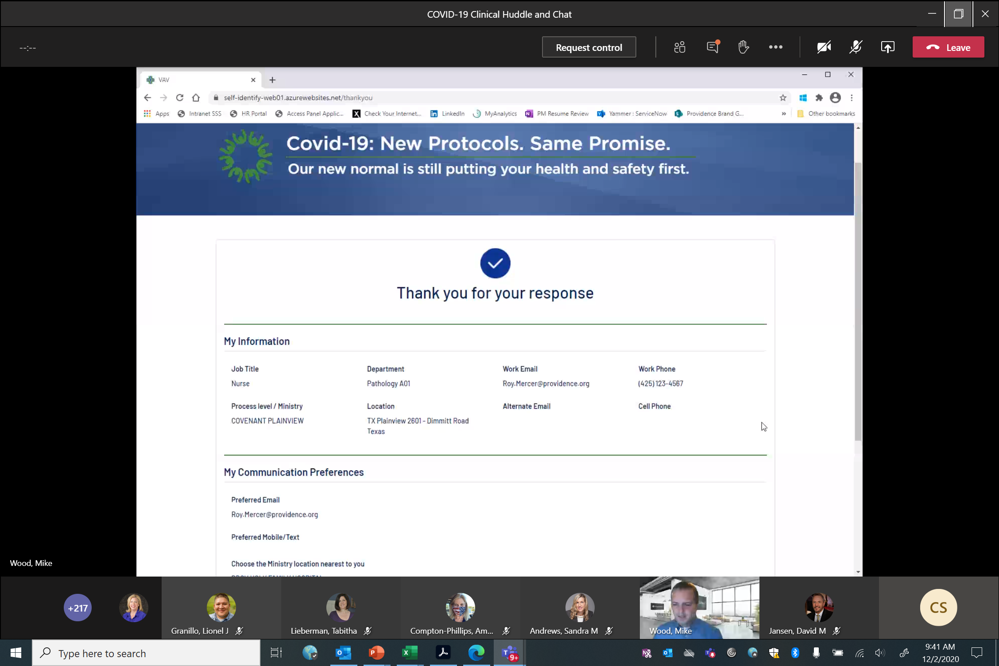 COVID-19 Clinical Huddle and Chat
--:--
Request control
Leave
VAV
self-identify-web01.azurewebsites.net/thankyou
Apps
Intranet SSS
HR Portal
Access Panel Applic...
Check Your Internet...
LinkedIn
MyAnalytics
PM Resume Review
Yammer : ServiceNow
Providence Brand G...
»
Other bookmarks
Covid-19: New Protocols. Same Promise.
Our new normal is still putting your health and safety first.
Thank you for your response
My Information
Job Title
Nurse
Department
Pathology A01
Work Email
Roy.Mercer@providence.org
Work Phone
(425) 123-4567
Process level / Ministry
COVENANT PLAINVIEW
Location
TX Plainview 2601 - Dimmitt Road
Texas
Alternate Email
Cell Phone
My Communication Preferences
Preferred Email
Roy.Mercer@providence.org
Preferred Mobile/Text
Choose the Ministry location nearest to you
Wood, Mike
+217
Granillo, Lionel J
Lieberman, Tabitha
Compton-Phillips, Am...
Andrews, Sandra M
Wood, Mike
Jansen, David M
CS
Type here to search
9+
9:41 AM
12/2/2020